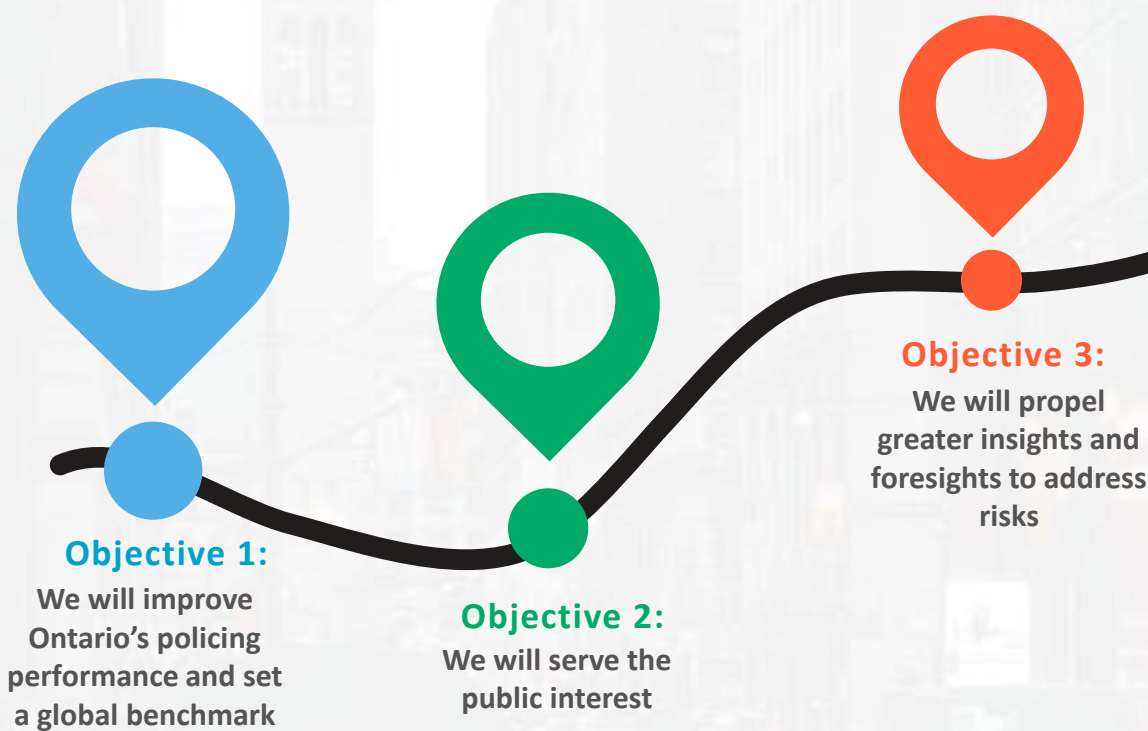 Objective 1:
We will improve
Ontario’s policing
performance and set
a global benchmark
Objective 2:
We will serve the
public interest
Objective 3:
We will propel
greater insights and
foresights to address
risks